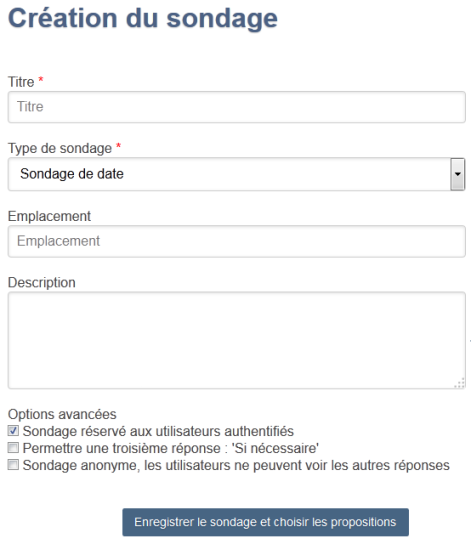 Création du sondage
Titre *
Titre
Type de sondage *
Sondage de date
Emplacement
Emplacement
Description
Options avancées
Sondage réservé aux utilisateurs authentifiés
Permettre une troisième réponse : 'Si nécessaire'
Sondage anonyme, les utilisateurs ne peuvent voir les autres réponses
Enregistrer le sondage et choisir les propositions